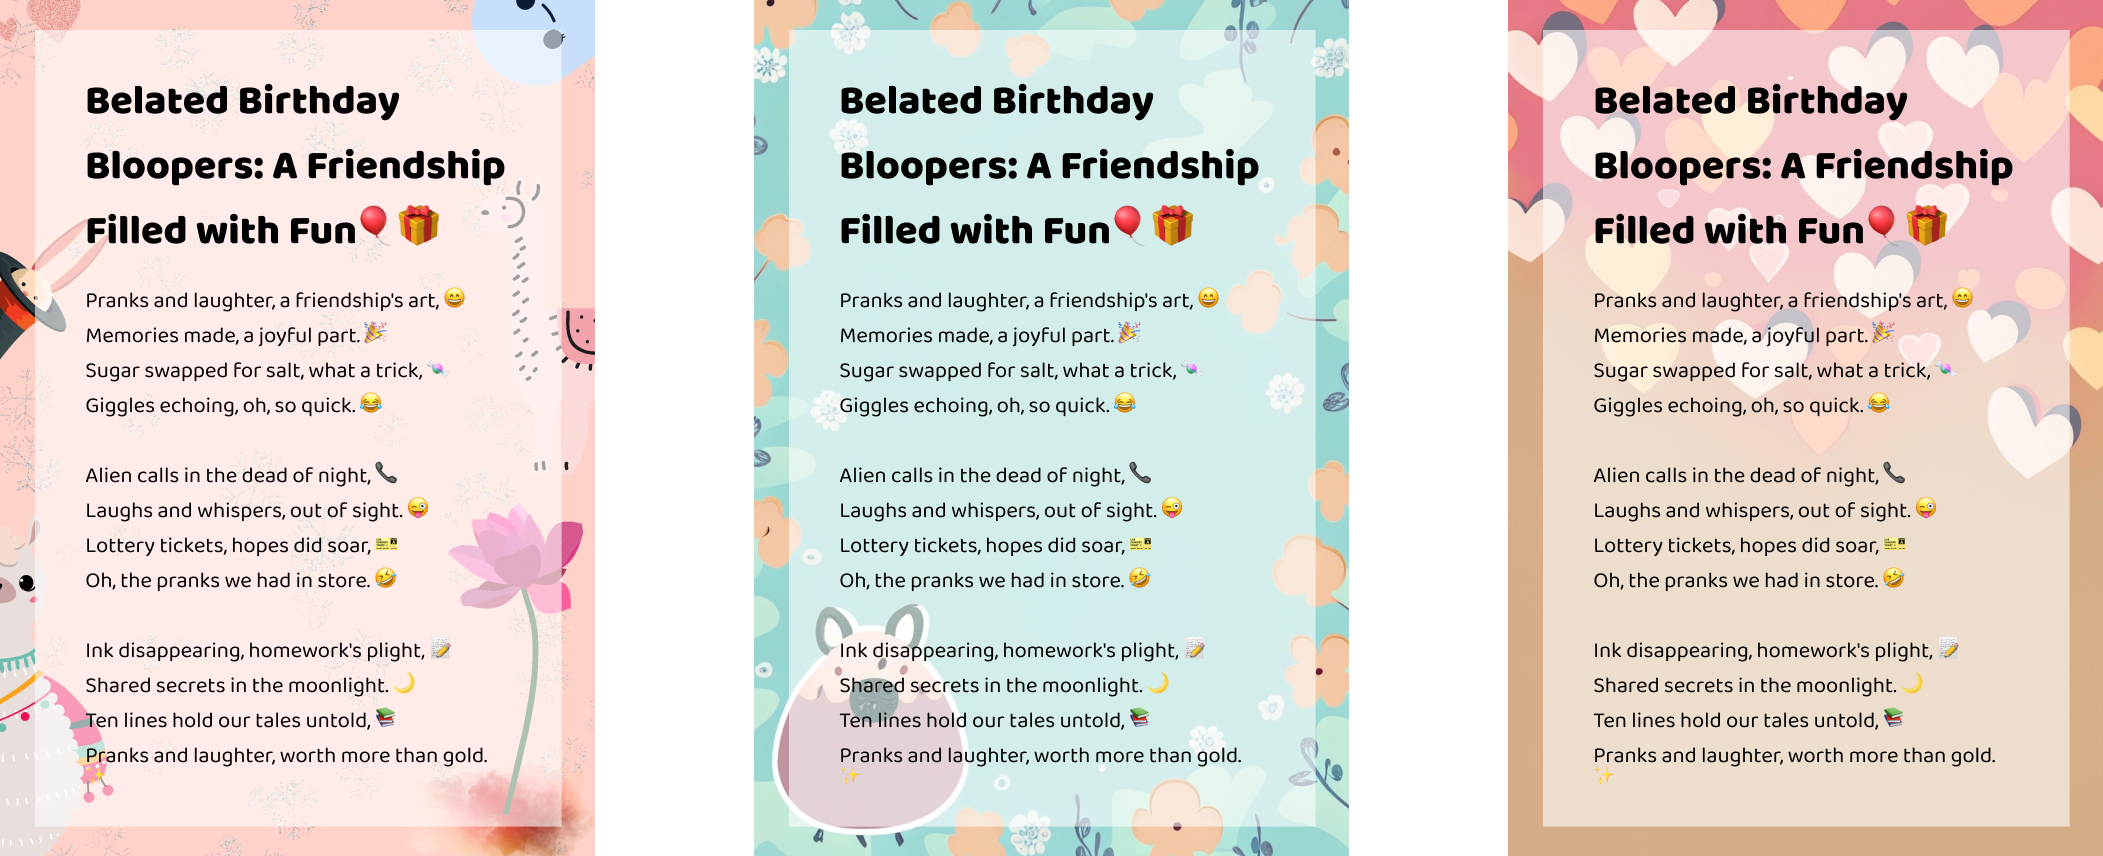 Belated Birthday
Bloopers: A Friendship
Filled with Fun🎈🎁
Pranks and laughter, a friendship's art, 😄
Memories made, a joyful part. 🎉
Sugar swapped for salt, what a trick, 🍬
Giggles echoing, oh, so quick. 😂
Alien calls in the dead of night, 📞
Laughs and whispers, out of sight. 😜
Lottery tickets, hopes did soar, 🎫
Oh, the pranks we had in store. 🤣
Ink disappearing, homework's plight, 📝
Shared secrets in the moonlight. 🌙
Ten lines hold our tales untold, 📚
Pranks and laughter, worth more than gold.
✨
Belated Birthday
Bloopers: A Friendship
Filled with Fun🎈🎁
Pranks and laughter, a friendship's art, 😄
Memories made, a joyful part. 🎉
Sugar swapped for salt, what a trick, 🍬
Giggles echoing, oh, so quick. 😂
Alien calls in the dead of night, 📞
Laughs and whispers, out of sight. 😜
Lottery tickets, hopes did soar, 🎫
Oh, the pranks we had in store. 🤣
Ink disappearing, homework's plight, 📝
Shared secrets in the moonlight. 🌙
Ten lines hold our tales untold, 📚
Pranks and laughter, worth more than gold.
✨
Belated Birthday
Bloopers: A Friendship
Filled with Fun🎈🎁
Pranks and laughter, a friendship's art, 😄
Memories made, a joyful part. 🎉
Sugar swapped for salt, what a trick, 🍬
Giggles echoing, oh, so quick. 😂
Alien calls in the dead of night, 📞
Laughs and whispers, out of sight. 😜
Lottery tickets, hopes did soar, 🎫
Oh, the pranks we had in store. 🤣
Ink disappearing, homework's plight, 📝
Shared secrets in the moonlight. 🌙
Ten lines hold our tales untold, 📚
Pranks and laughter, worth more than gold.
✨